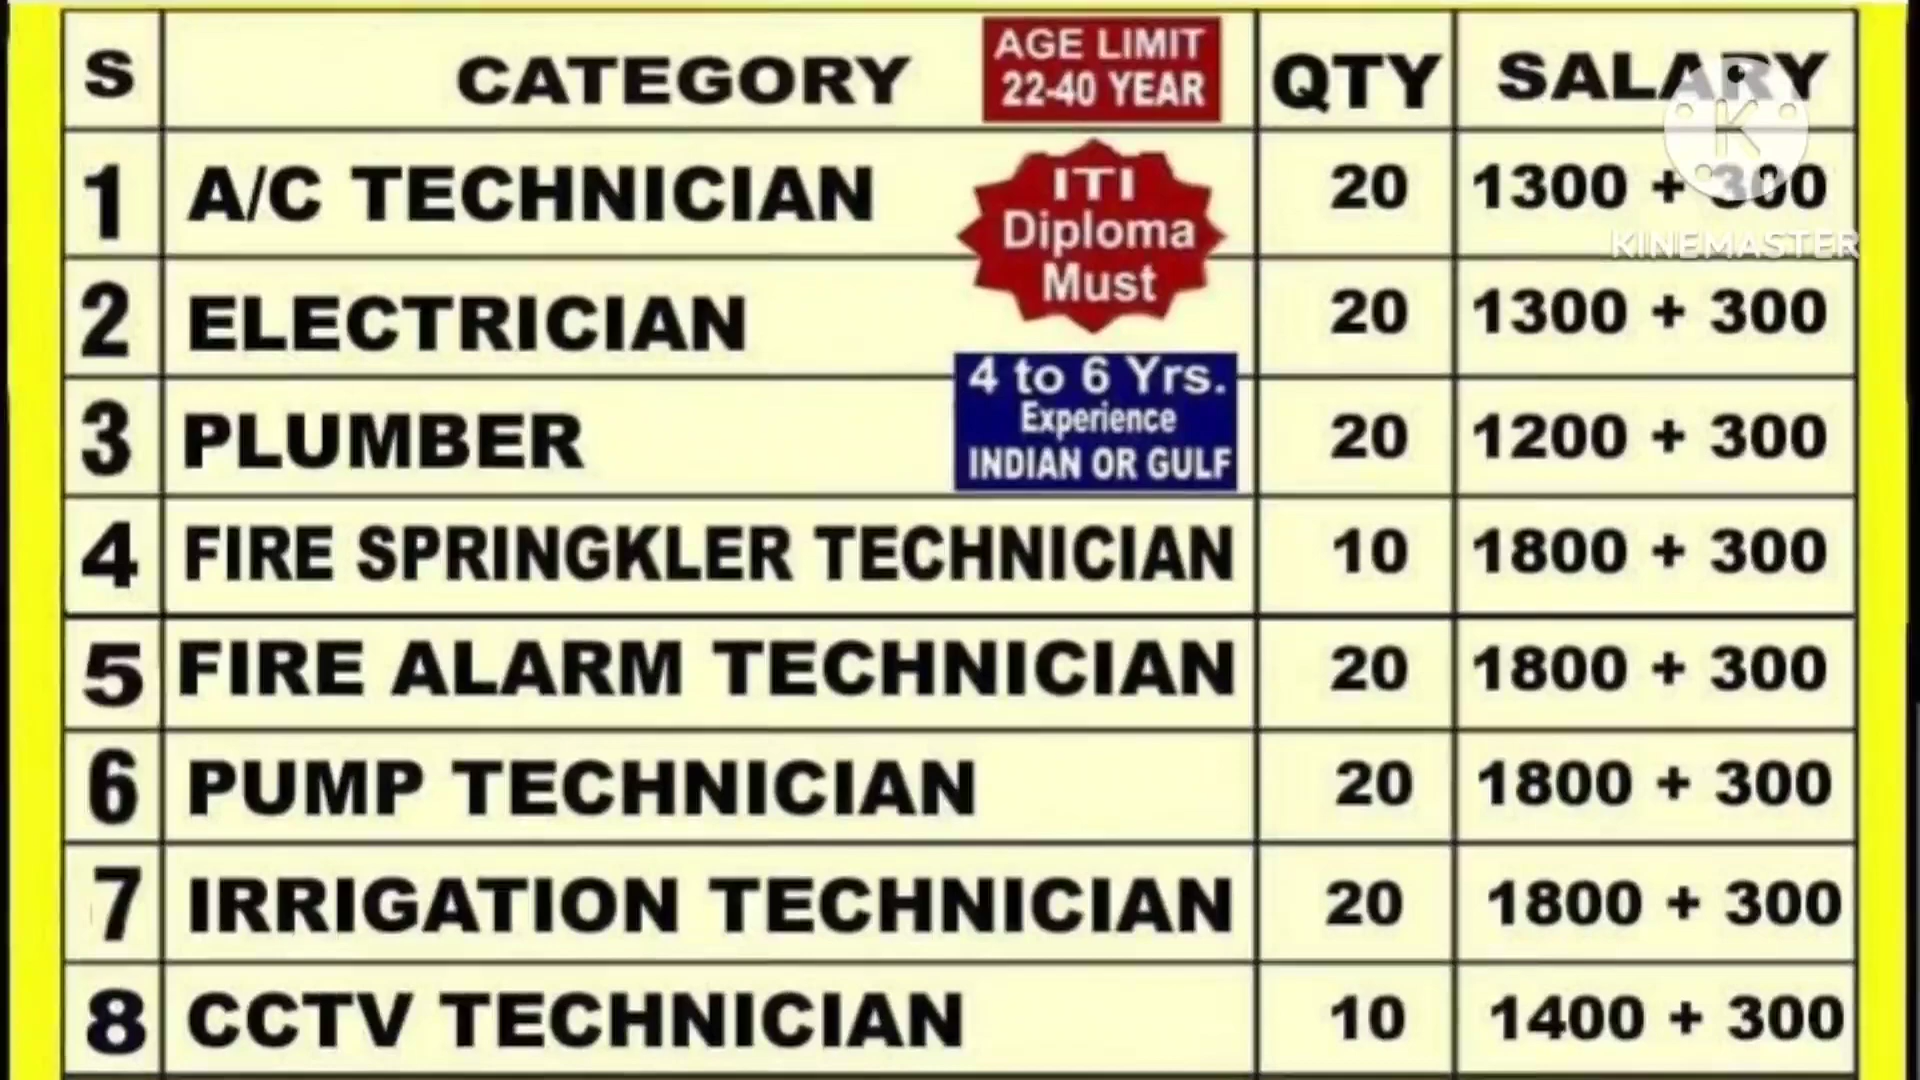 S CATEGORY AGE LIMIT 22-40 YEAR QTY SALARY
1 A/C TECHNICIAN 20 1300 + 300
ITI
Diploma
Must
KINEMASTER
2 ELECTRICIAN 20 1300 + 300
4 to 6 Yrs.
Experience
INDIAN OR GULF
3 PLUMBER 20 1200 + 300
4 FIRE SPRINGKLER TECHNICIAN 10 1800 + 300
5 FIRE ALARM TECHNICIAN 20 1800 + 300
6 PUMP TECHNICIAN 20 1800 + 300
7 IRRIGATION TECHNICIAN 20 1800 + 300
8 CCTV TECHNICIAN 10 1400 + 300